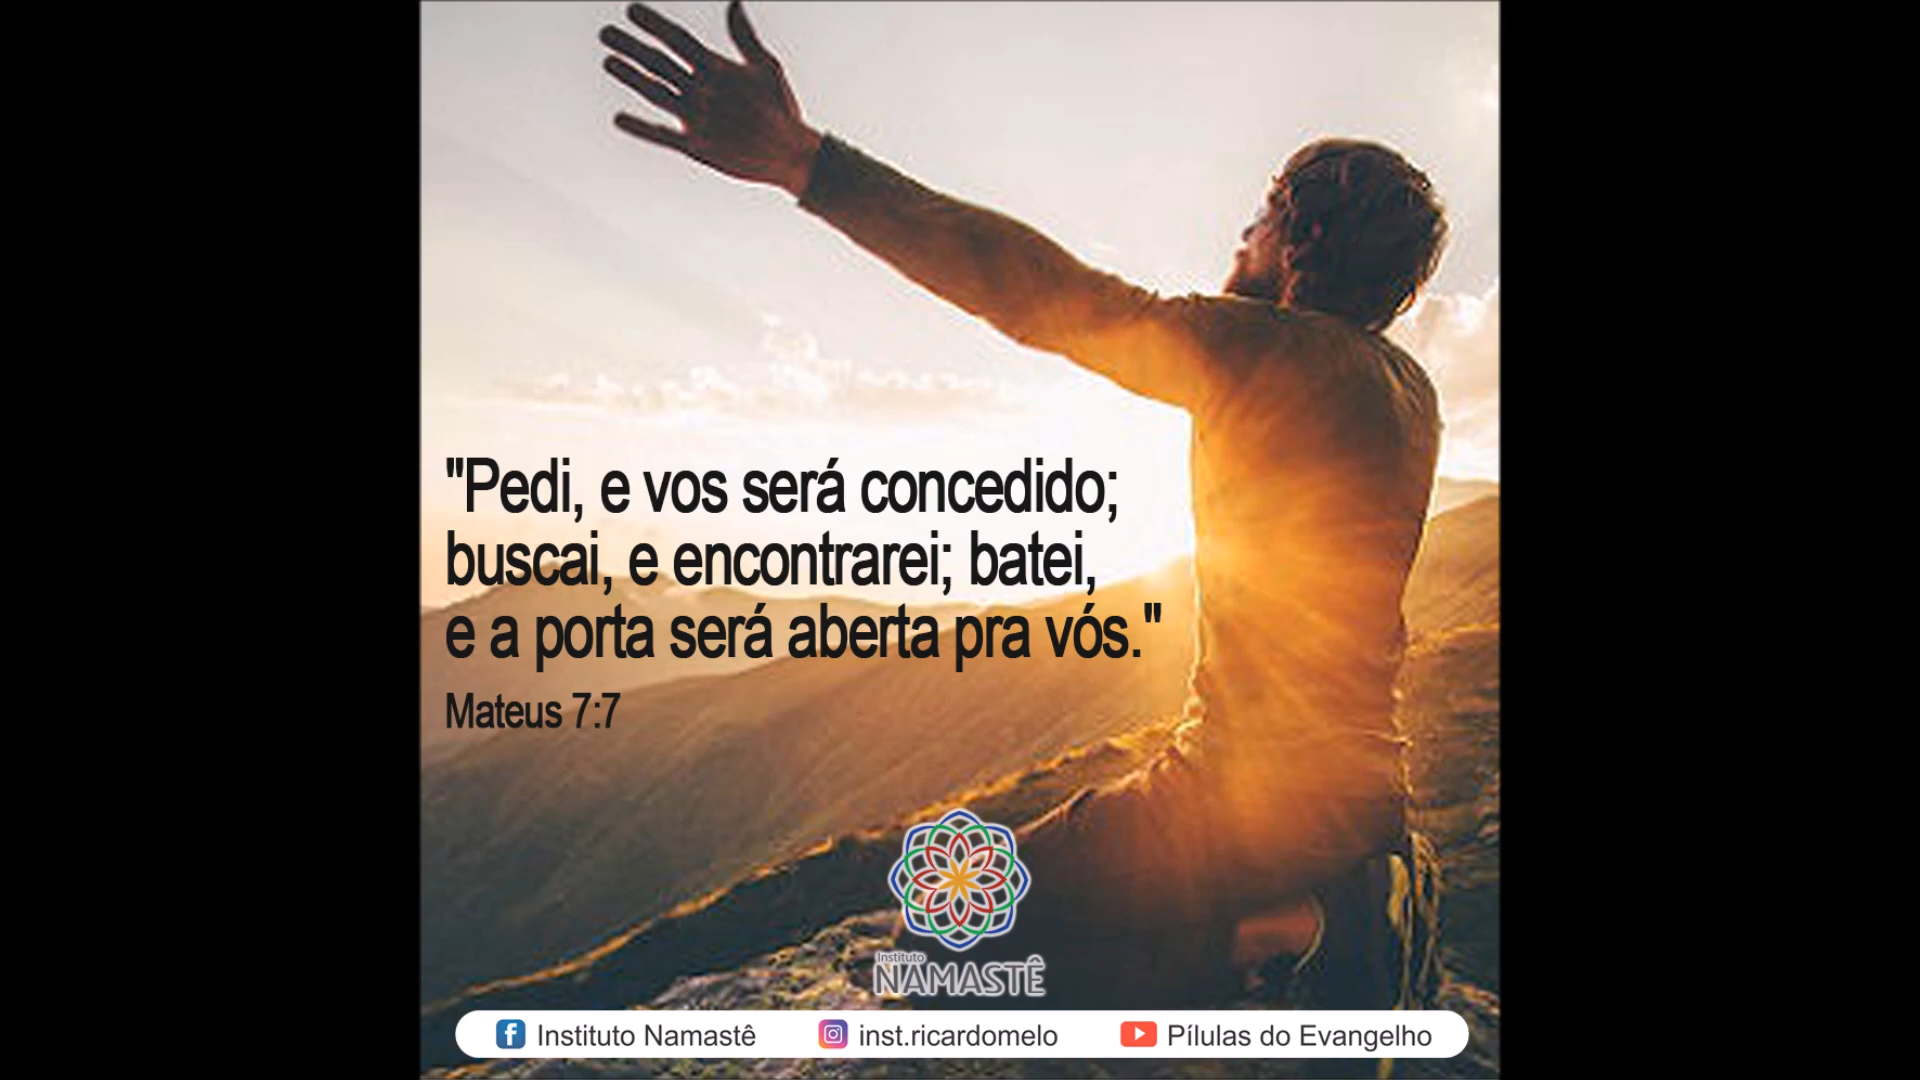 "Pedi, e vos será concedido;
buscai, e encontrarei; batei,
e a porta será aberta pra vós."
Mateus 7:7
Instituto
NAMASTÊ
Instituto Namastê
inst.ricardomelo
Pílulas do Evangelho